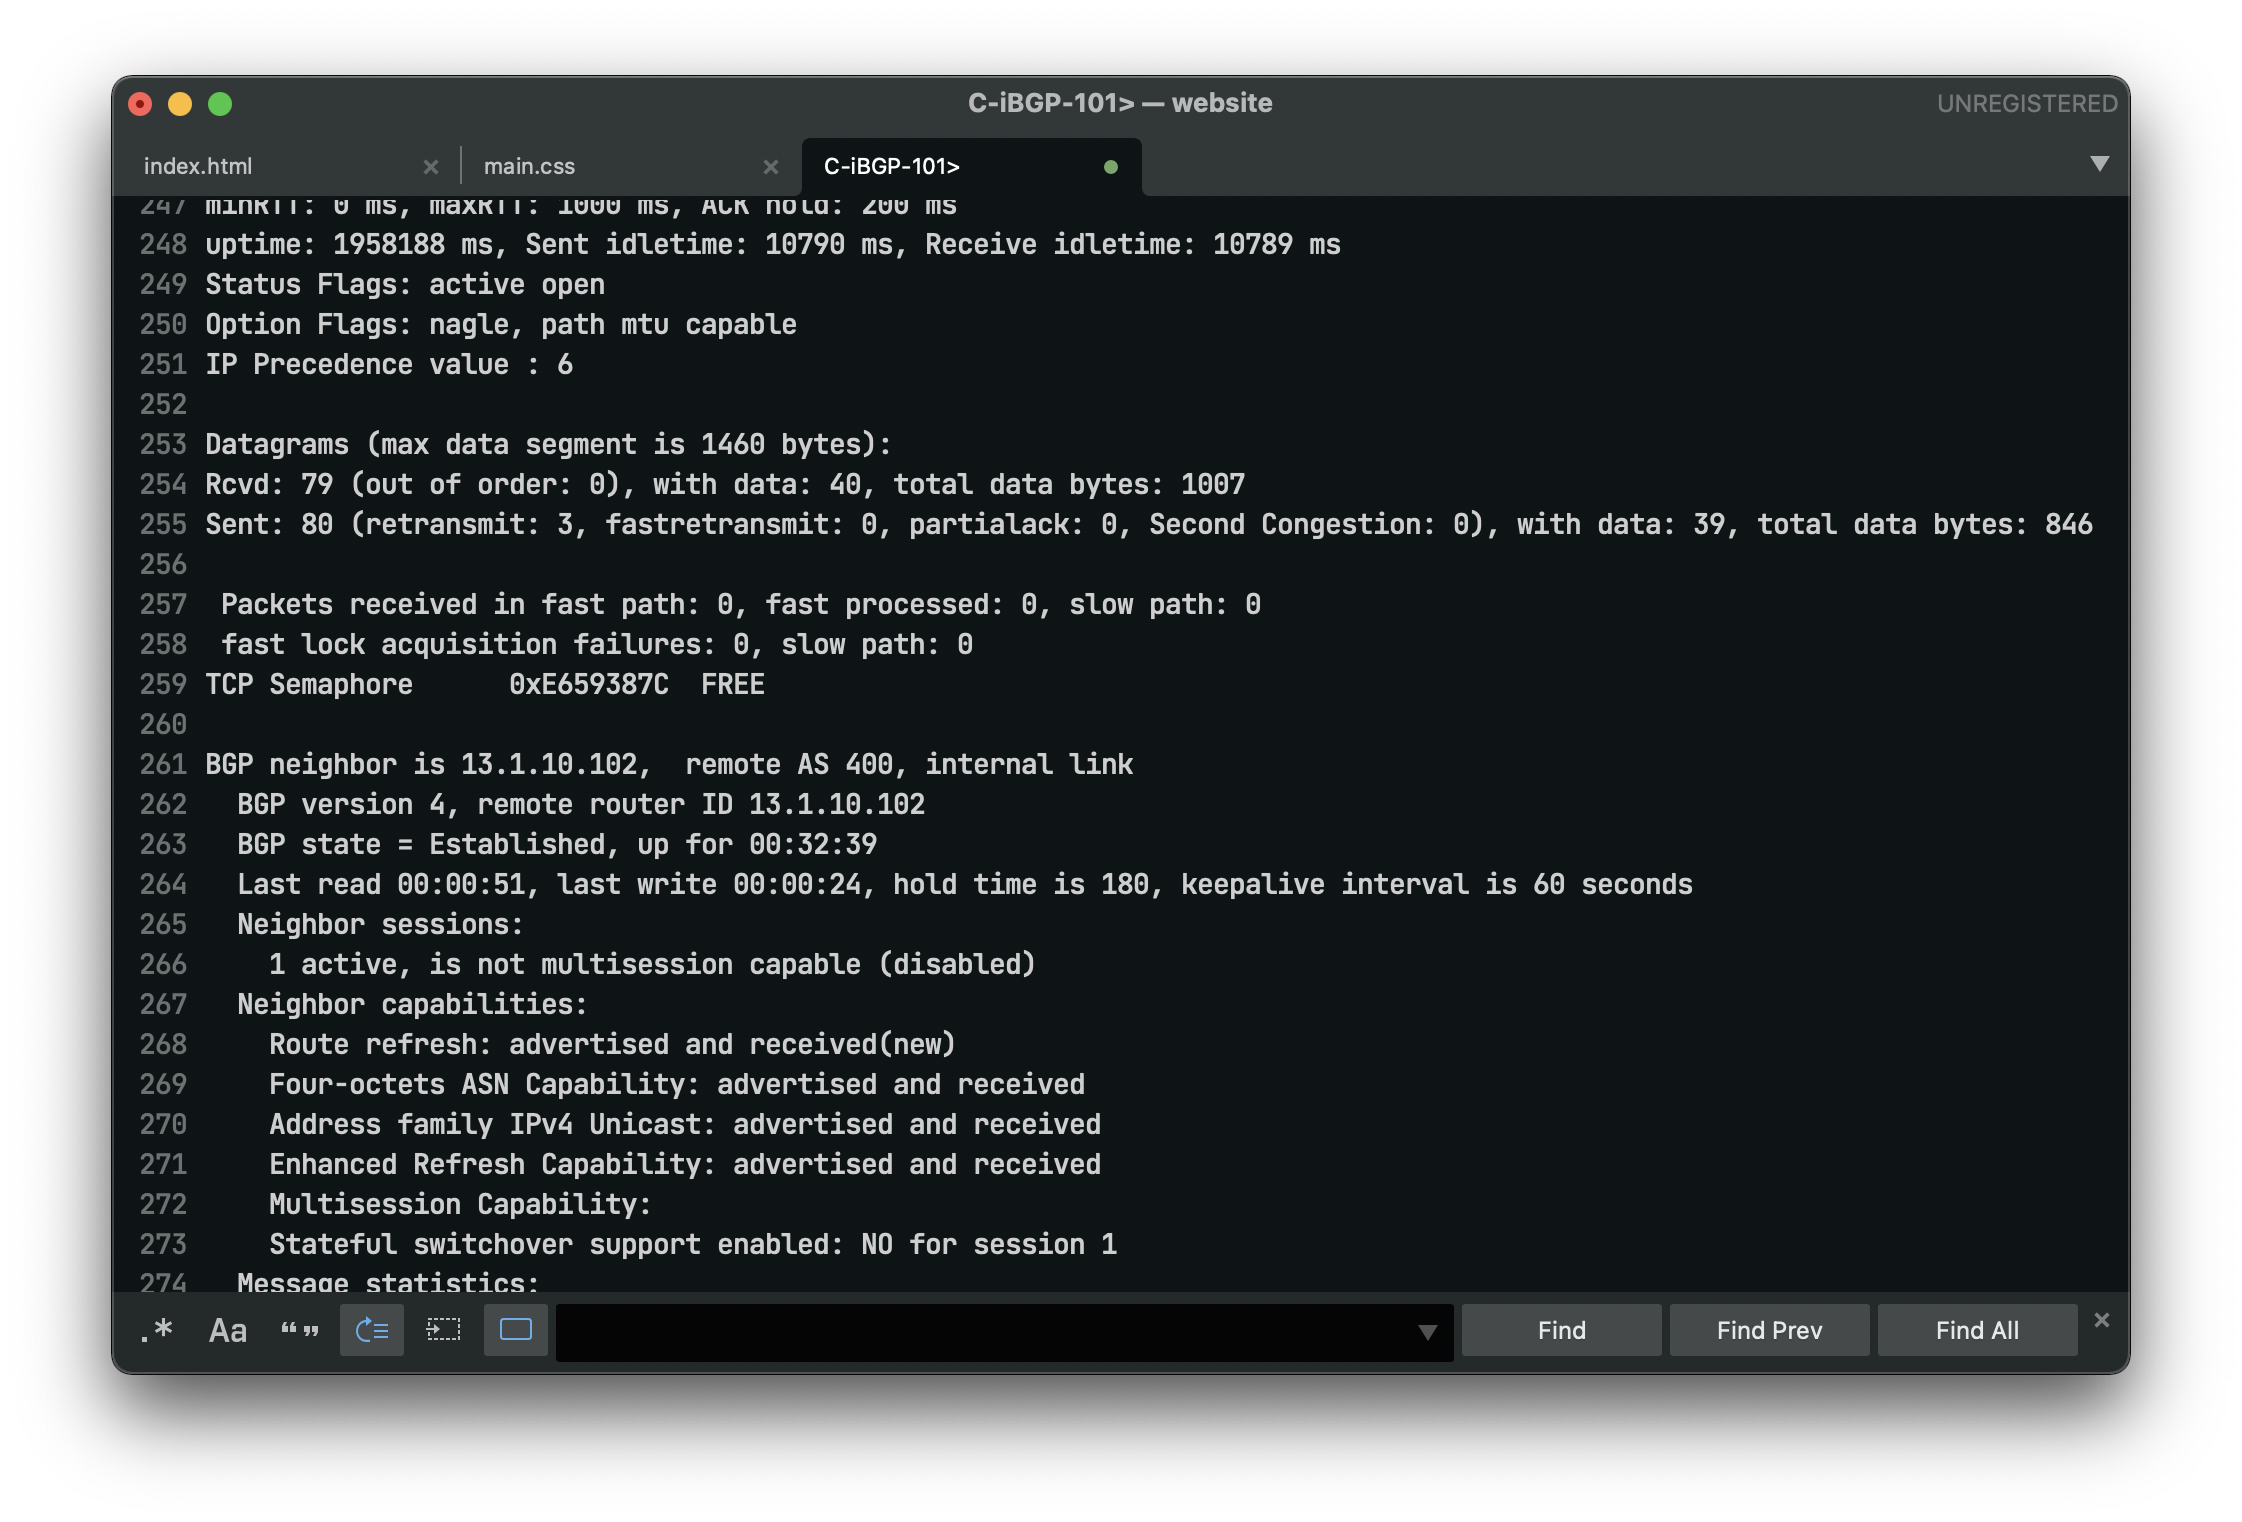 C-iBGP-101> — website
UNREGISTERED
index.html
main.css
C-iBGP-101>
247 minRTT: 0 ms, maxRTT: 1000 ms, ACK hold: 200 ms
248 uptime: 1958188 ms, Sent idletime: 10790 ms, Receive idletime: 10789 ms
249 Status Flags: active open
250 Option Flags: nagle, path mtu capable
251 IP Precedence value : 6
252
253 Datagrams (max data segment is 1460 bytes):
254 Rcvd: 79 (out of order: 0), with data: 40, total data bytes: 1007
255 Sent: 80 (retransmit: 3, fastretransmit: 0, partialack: 0, Second Congestion: 0), with data: 39, total data bytes: 846
256
257  Packets received in fast path: 0, fast processed: 0, slow path: 0
258  fast lock acquisition failures: 0, slow path: 0
259 TCP Semaphore      0xE659387C  FREE
260
261 BGP neighbor is 13.1.10.102,  remote AS 400, internal link
262   BGP version 4, remote router ID 13.1.10.102
263   BGP state = Established, up for 00:32:39
264   Last read 00:00:51, last write 00:00:24, hold time is 180, keepalive interval is 60 seconds
265   Neighbor sessions:
266     1 active, is not multisession capable (disabled)
267   Neighbor capabilities:
268     Route refresh: advertised and received(new)
269     Four-octets ASN Capability: advertised and received
270     Address family IPv4 Unicast: advertised and received
271     Enhanced Refresh Capability: advertised and received
272     Multisession Capability:
273     Stateful switchover support enabled: NO for session 1
274   Message statistics:
.*
Aa
“”
Find
Find Prev
Find All